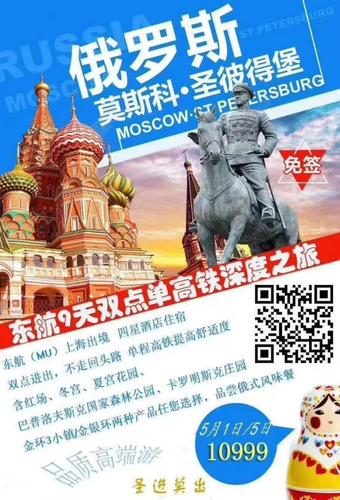 RUSSIA
ST.PETERSBURG
俄罗斯
莫斯科·圣彼得堡
MOSCOW·ST PETERSBURG
免签
东航9天双点单高铁深度之旅
东航（MU）上海出境 四星酒店住宿
双点进出，不走回头路 单程高铁提高舒适度
含红场、冬宫、夏宫花园、
巴普洛夫斯克国家森林公园、卡罗明斯克庄园
金环3小镇/金银环两种产品任您选择，品尝俄式风味餐
5月1日/5日
10999
品质高端游
圣进莫出